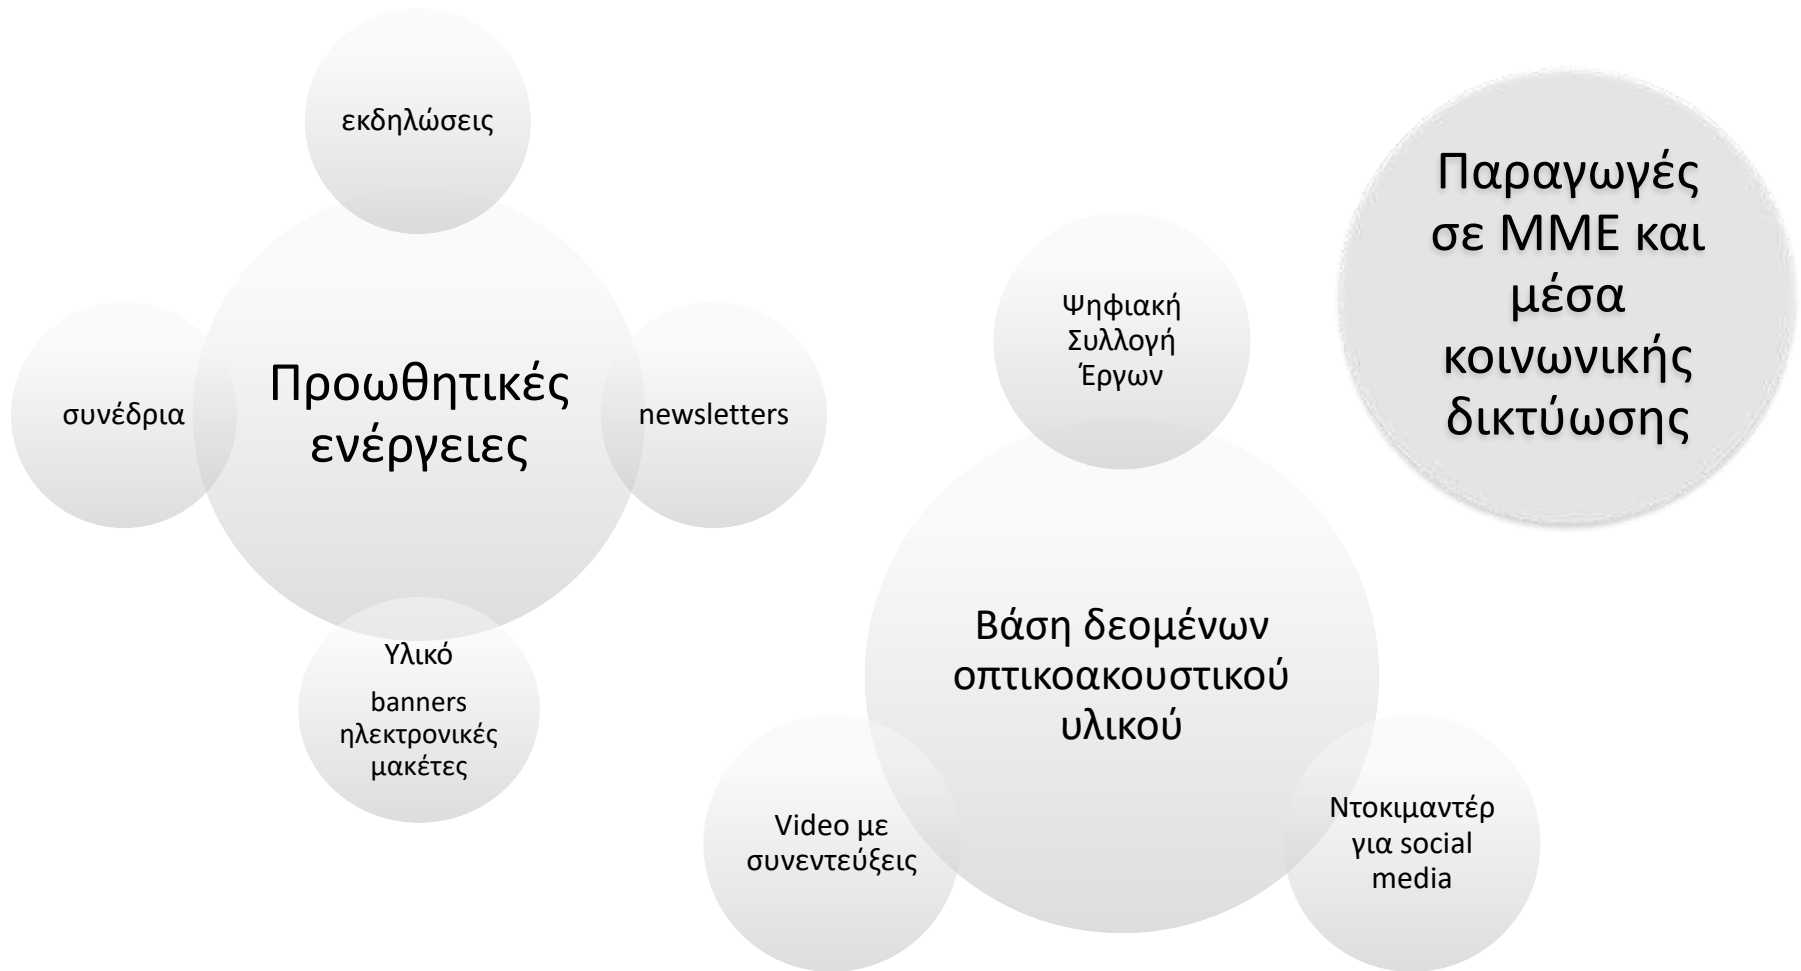 εκδηλώσεις
συνέδρια
Προωθητικές
ενέργειες
newsletters
Υλικό
banners
ηλεκτρονικές
μακέτες
Ψηφιακή
Συλλογή
Έργων
Βάση δεομένων
οπτικοακουστικού
υλικού
Video με
συνεντεύξεις
Ντοκιμαντέρ
για social
media
Παραγωγές
σε ΜΜΕ και
μέσα
κοινωνικής
δικτύωσης